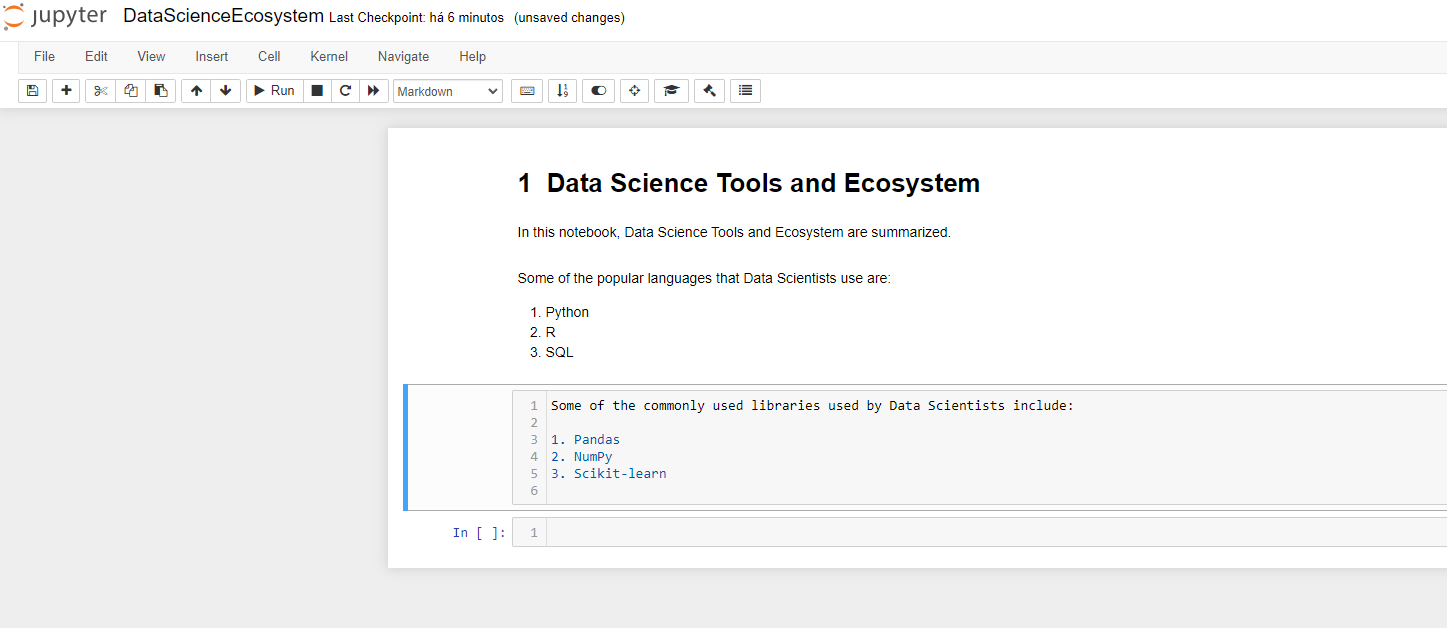 jupyter DataScienceEcosystem Last Checkpoint: há 6 minutos (unsaved changes)
File Edit View Insert Cell Kernel Navigate Help
Run Markdown
1 Data Science Tools and Ecosystem
In this notebook, Data Science Tools and Ecosystem are summarized.
Some of the popular languages that Data Scientists use are:
1. Python
2. R
3. SQL
1 Some of the commonly used libraries used by Data Scientists include:
2
3 1. Pandas
4 2. NumPy
5 3. Scikit-learn
6
In [ ]: 1